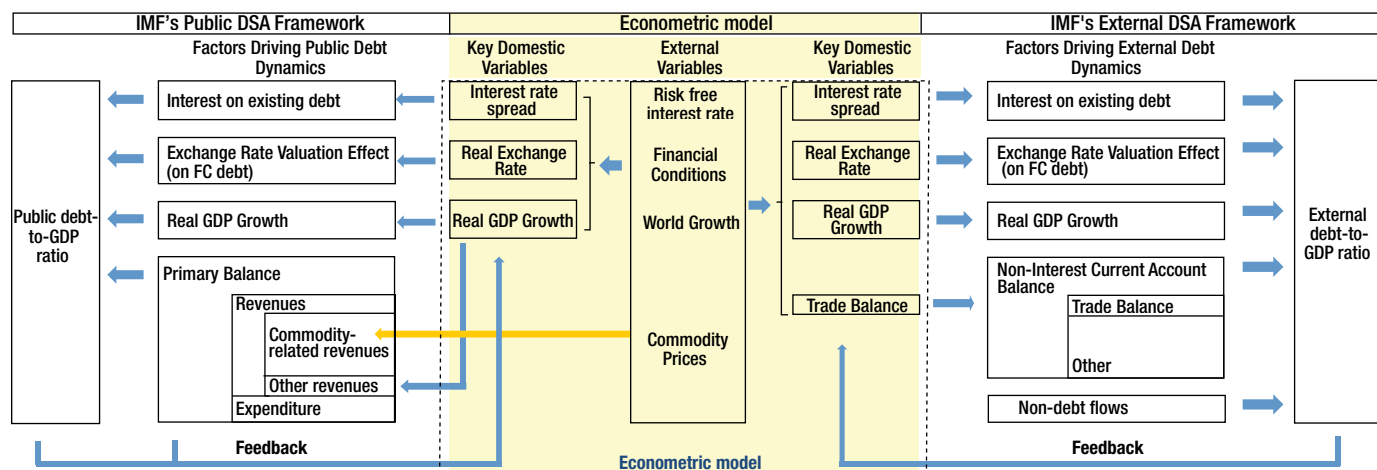 IMF's Public DSA Framework
Econometric model
IMF's External DSA Framework
Factors Driving Public Debt
Dynamics
Key Domestic
Variables
External
Variables
Key Domestic
Variables
Factors Driving External Debt
Dynamics
Public debt-
to-GDP
ratio
Interest on existing debt
Exchange Rate Valuation Effect
(on FC debt)
Real GDP Growth
Primary Balance
Revenues
Commodity-
related revenues
Other revenues
Expenditure
Interest rate
spread
Real Exchange
Rate
Real GDP Growth
Risk free
interest rate
Financial
Conditions
World Growth
Commodity
Prices
Interest rate
spread
Real Exchange
Rate
Real GDP
Growth
Trade Balance
Interest on existing debt
Exchange Rate Valuation Effect
(on FC debt)
Real GDP Growth
Non-Interest Current Account
Balance
Trade Balance
Other
Non-debt flows
External
debt-to-
GDP ratio
Feedback
Econometric model
Feedback